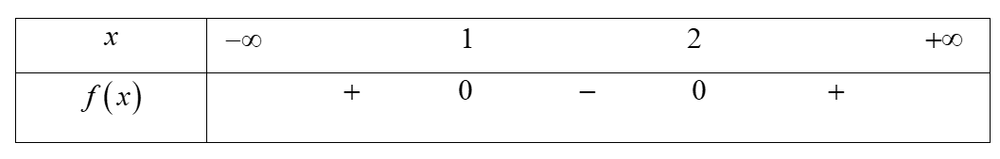 x −∞ 1 2 +∞
f(x) + 0 − 0 +